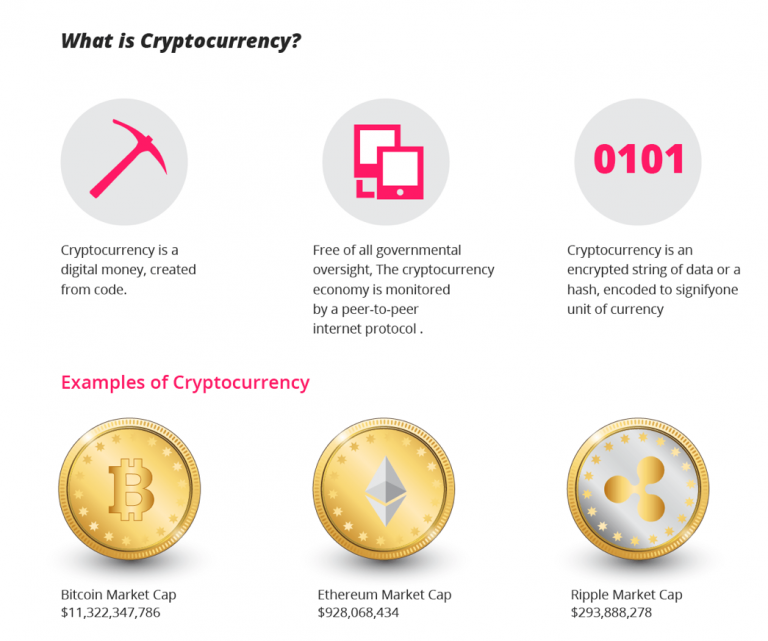 What is Cryptocurrency?
0101
Cryptocurrency is a
digital money, created
from code.
Free of all governmental
oversight, The cryptocurrency
economy is monitored
by a peer-to-peer
internet protocol .
Cryptocurrency is an
encrypted string of data or a
hash, encoded to signifyone
unit of currency
Examples of Cryptocurrency
Bitcoin Market Cap
$11,322,347,786
Ethereum Market Cap
$928,068,434
Ripple Market Cap
$293,888,278